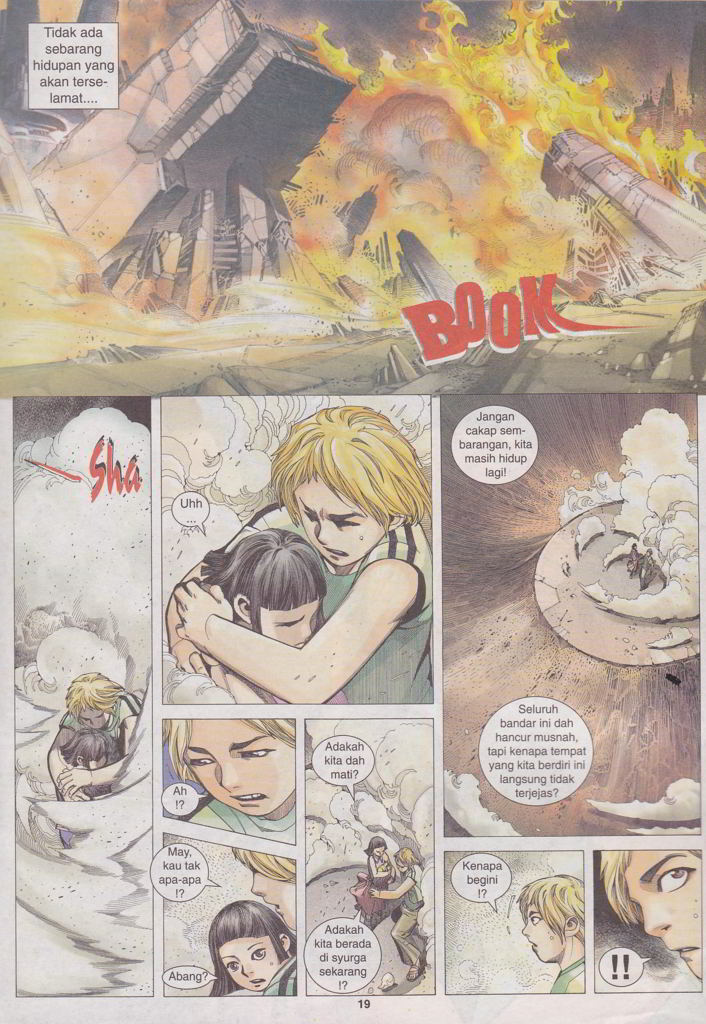 Tidak ada
sebarang
hidupan yang
akan terse-
lamat....
BOOM
Sha
Uhh
...
Jangan
cakap sem-
barangan, kita
masih hidup
lagi!
Ah
!?
May,
kau tak
apa-apa
!?
Abang?
Adakah
kita dah
mati?
Adakah
kita berada
di syurga
sekarang
!?
Seluruh
bandar ini dah
hancur musnah,
tapi kenapa tempat
yang kita berdiri ini
langsung tidak
terjejas?
Kenapa
begini
!?
!!
19